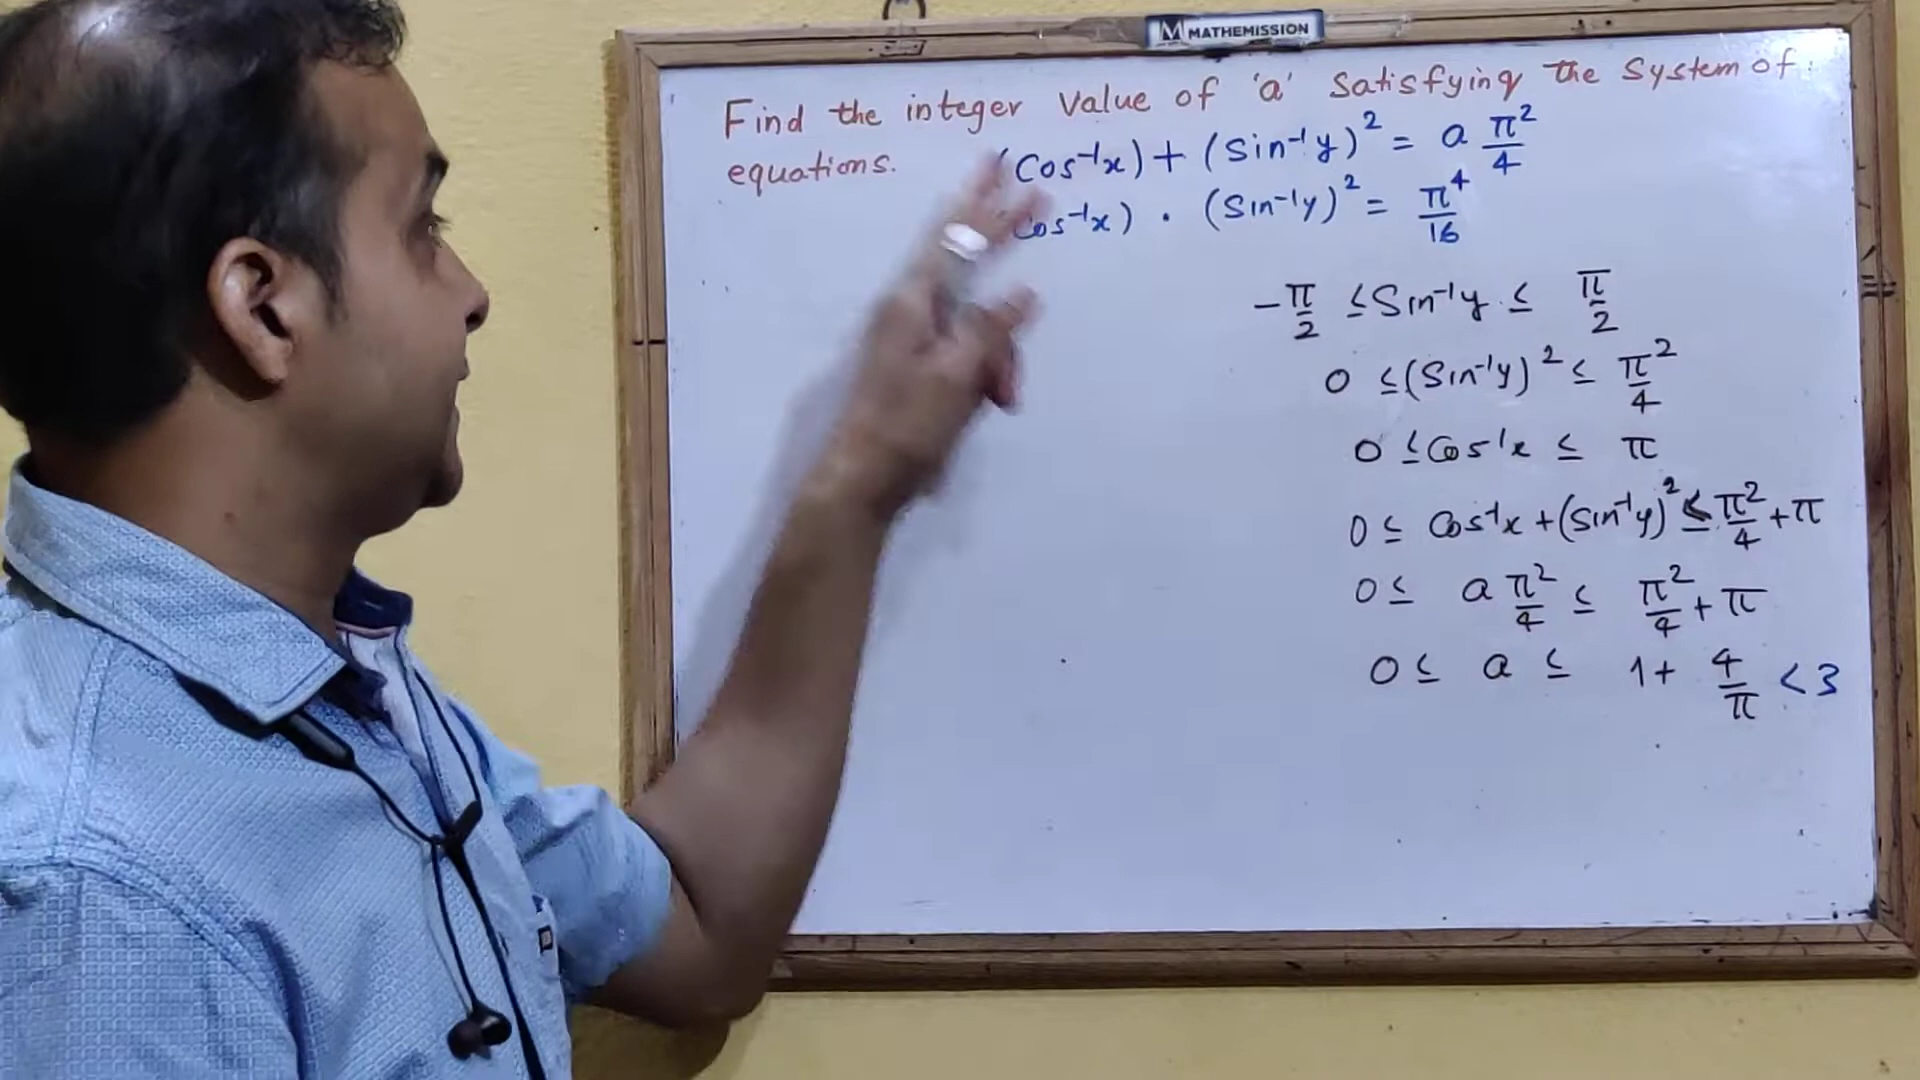 MATHEMISSION
Find the integer Value of 'a' Satisfying the System of
equations. (Cos⁻¹x) + (Sin⁻¹y)² = a π²/4
Cos⁻¹x) . (Sin⁻¹y)² = π⁴/16
-π/2 ≤ Sin⁻¹y ≤ π/2
0 ≤ (Sin⁻¹y)² ≤ π²/4
0 ≤ Cos⁻¹x ≤ π
0 ≤ Cos⁻¹x + (Sin⁻¹y)² ≤ π²/4 + π
0 ≤ a π²/4 ≤ π²/4 + π
0 ≤ a ≤ 1 + 4/π < 3